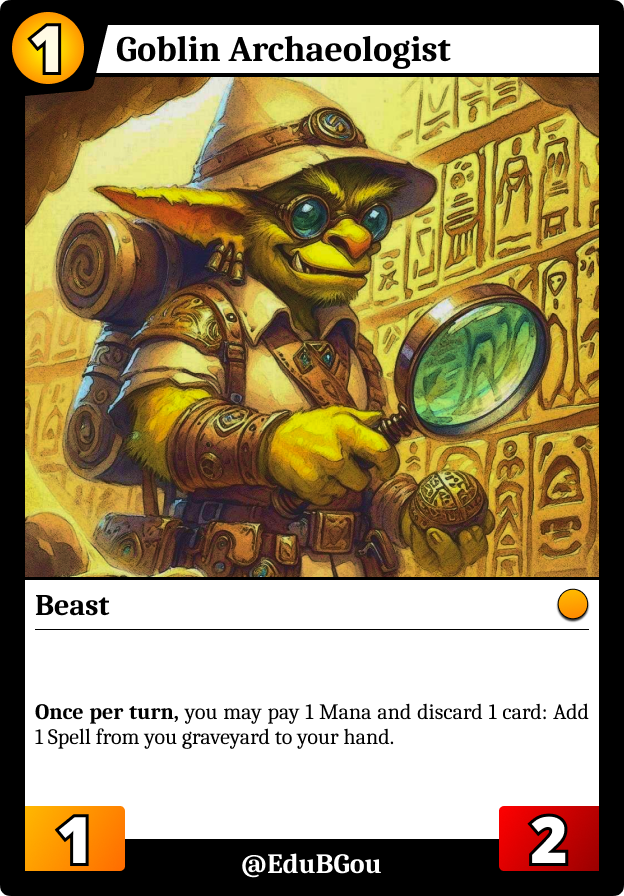 1
Goblin Archaeologist
Beast
Once per turn, you may pay 1 Mana and discard 1 card: Add
1 Spell from you graveyard to your hand.
1
@EduBGou
2